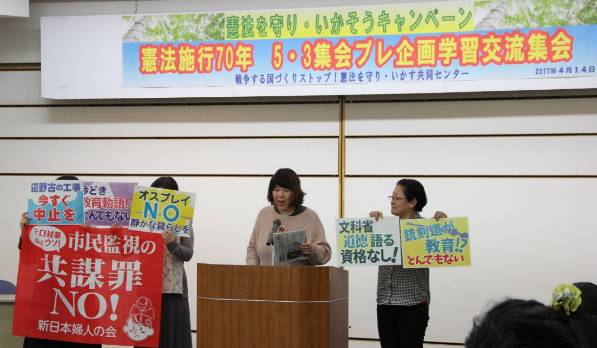 憲法を守り・いかそうキャンペーン
憲法施行70年 5・3集会プレ企画学習交流集会
戦争する国づくりストップ!憲法を守り・いかす共同センター
2017年4月14日
辺野古の工事
今すぐ
中止を
今どき
教育勅語!?
とんでもない
オスプレイ
NO
静かな暮らしを
テロ対策
なんてウソ!
市民監視の
共謀罪
NO!
新日本婦人の会
文科省
道徳語る
資格なし!
銃剣道が
教育!?
とんでもない